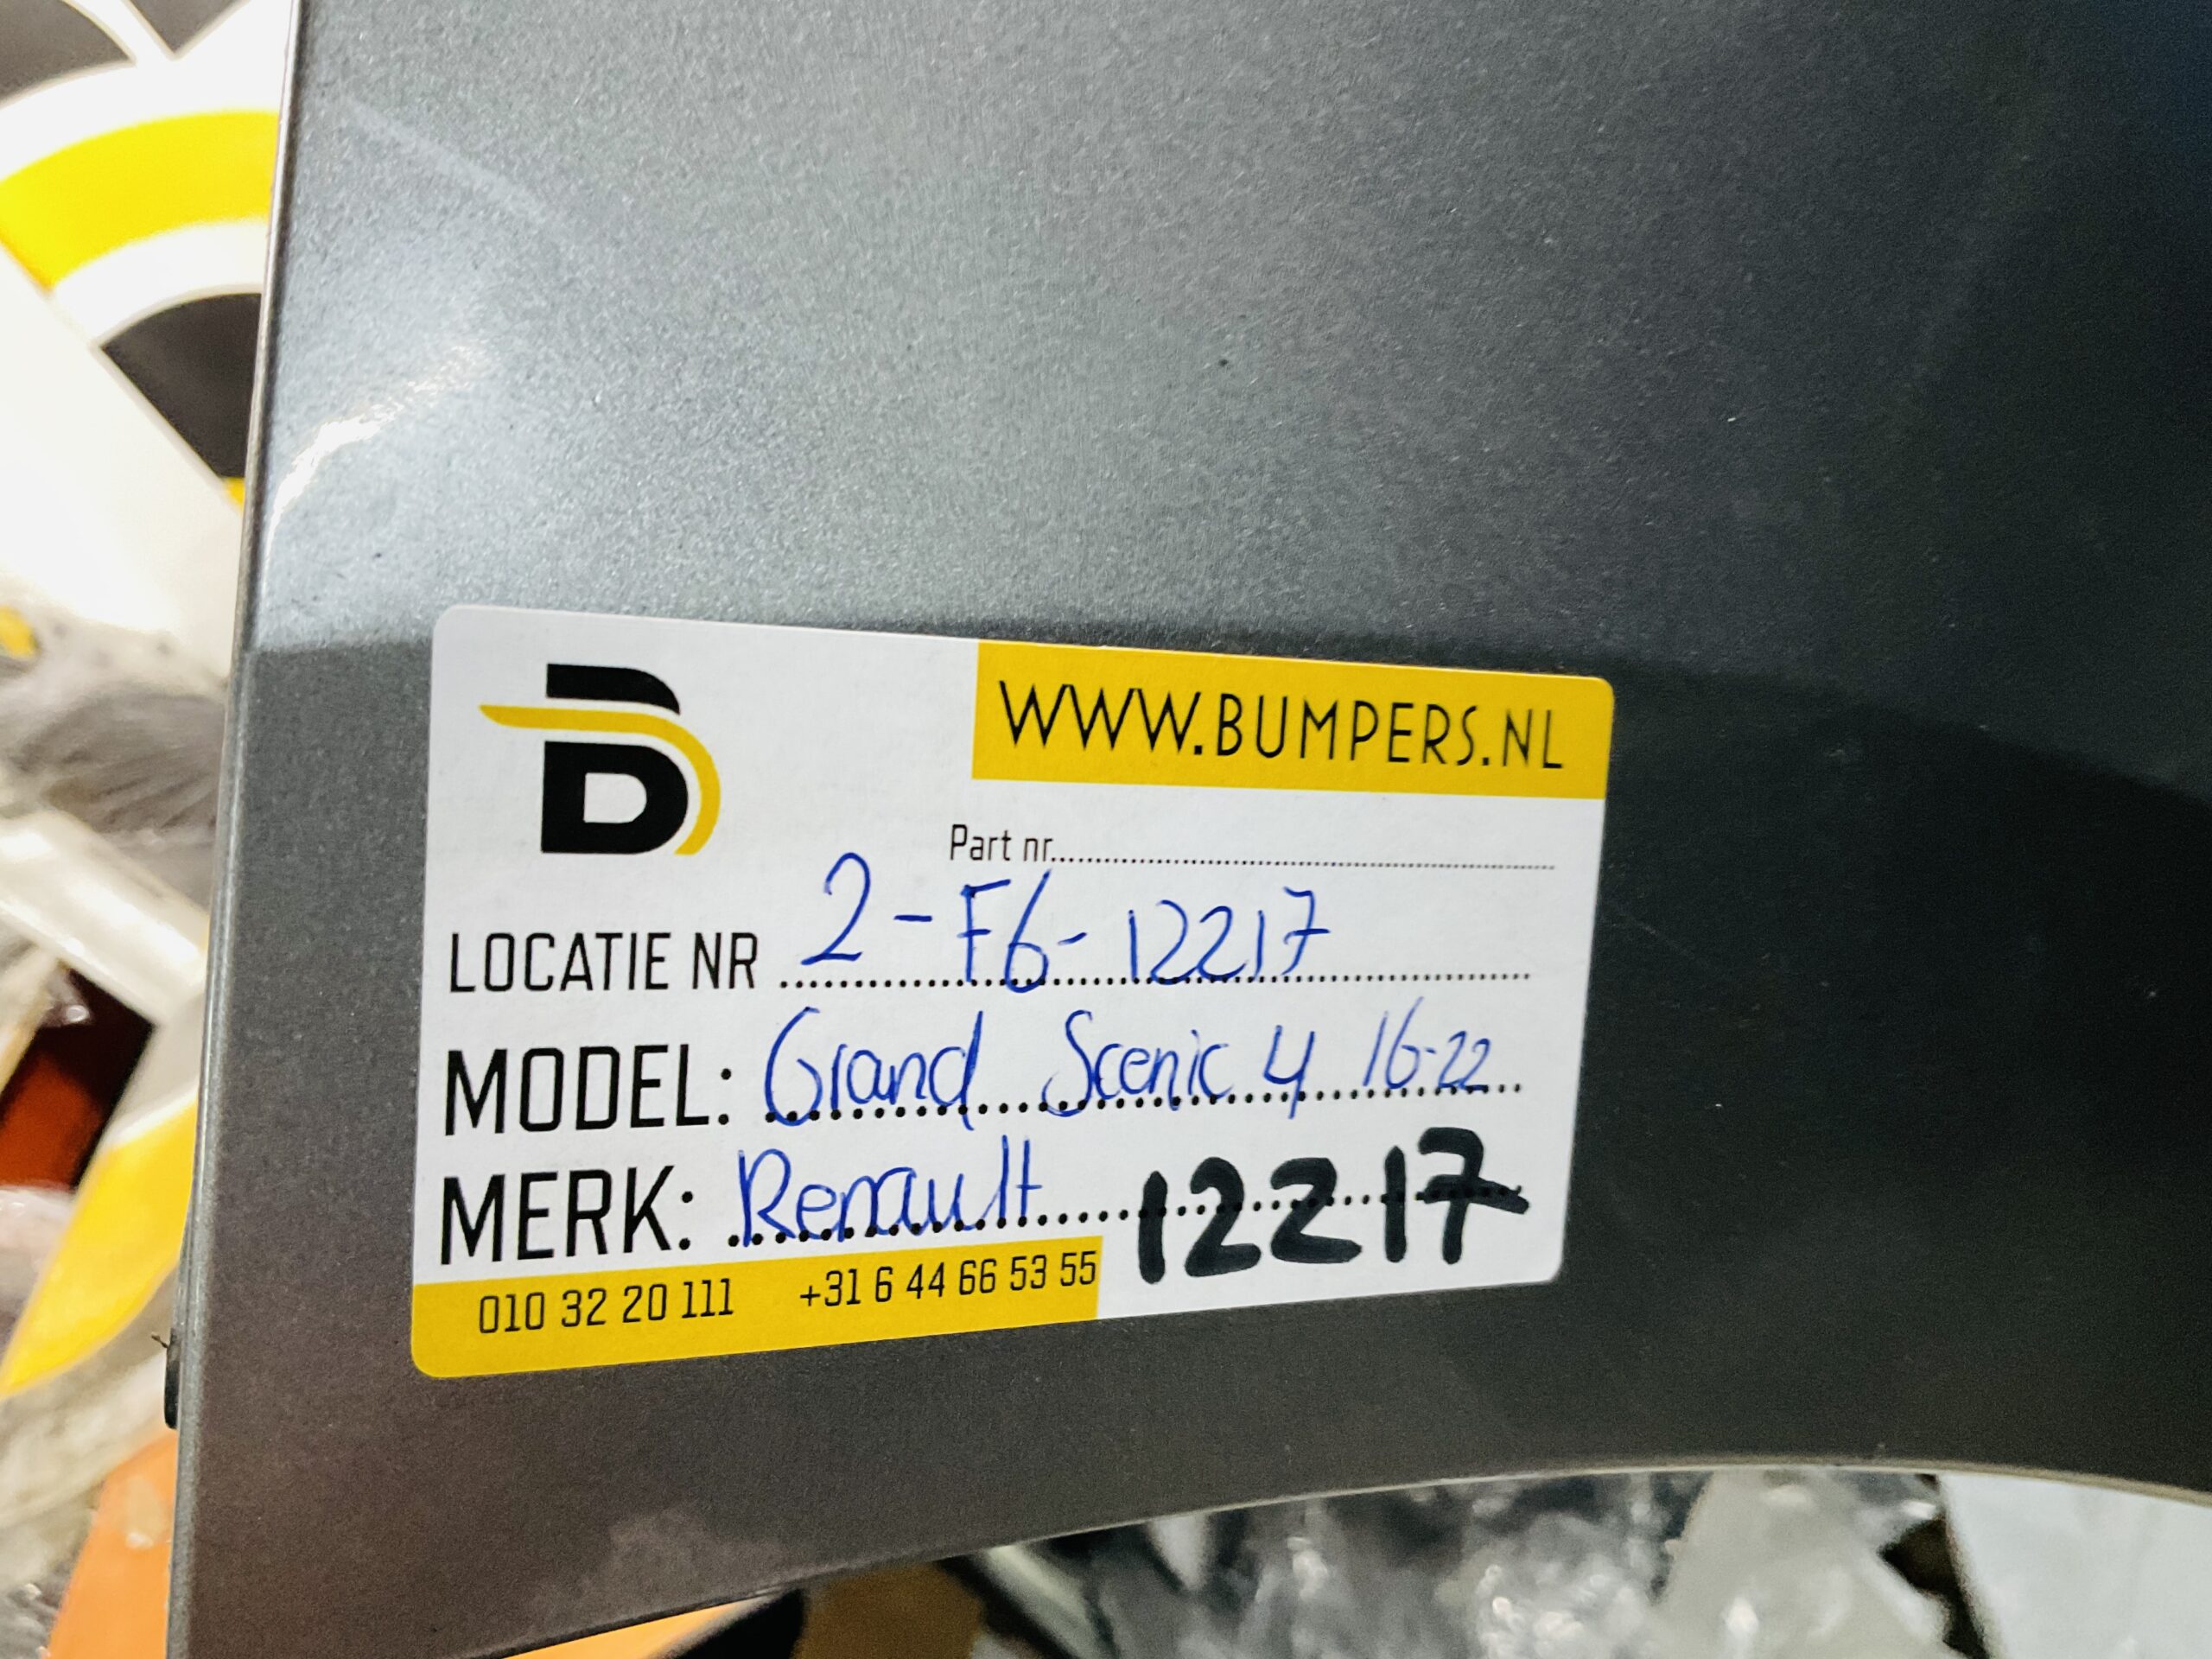 B
WWW.BUMPERS.NL
Part nr.......
LOCATIE NR 2-F6-12217
MODEL: Grand Scenic 4 16-22
MERK: Renault 12217
010 32 20 111 +31 6 44 66 53 55